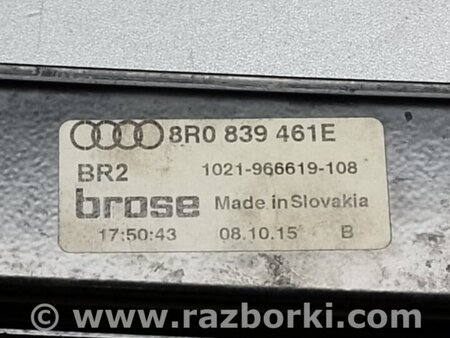 8R0 839 461E
BR2 1021-966619-108
brose Made in Slovakia
17:50:43 08.10.15 B
© www.razborki.com